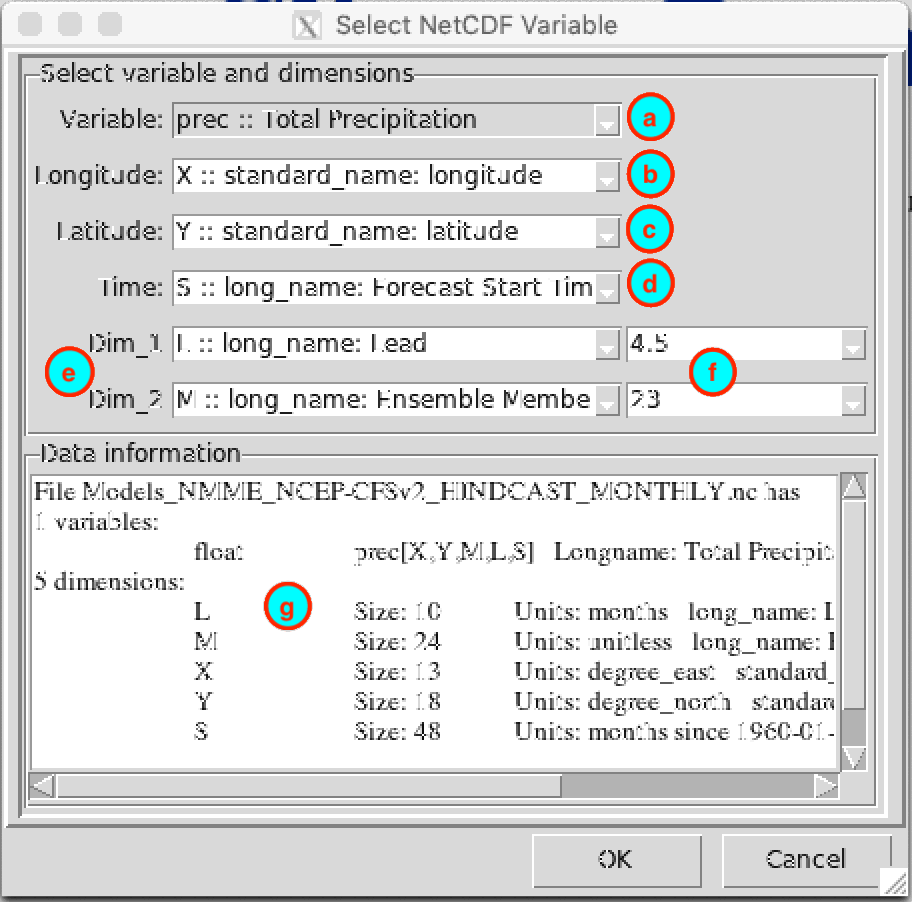 Select NetCDF Variable
Select variable and dimensions
Variable: prec :: Total Precipitation a
Longitude: X :: standard_name: longitude b
Latitude: Y :: standard_name: latitude c
Time: S :: long_name: Forecast Start Tim d
Dim_1 L :: long_name: Lead 4.5
e f
Dim_2 M :: long_name: Ensemble Membe 23
Data information
File Models_NMME_NCEP-CFSv2_HINDCAST_MONTHLY.nc has
1 variables:
float prec[X,Y,M,L,S] Longname: Total Precipit
5 dimensions:
L g Size: 10 Units: months long_name: L
M Size: 24 Units: unitless long_name: E
X Size: 13 Units: degree_east standard_
Y Size: 18 Units: degree_north standard
S Size: 48 Units: months since 1960-01-
OK Cancel